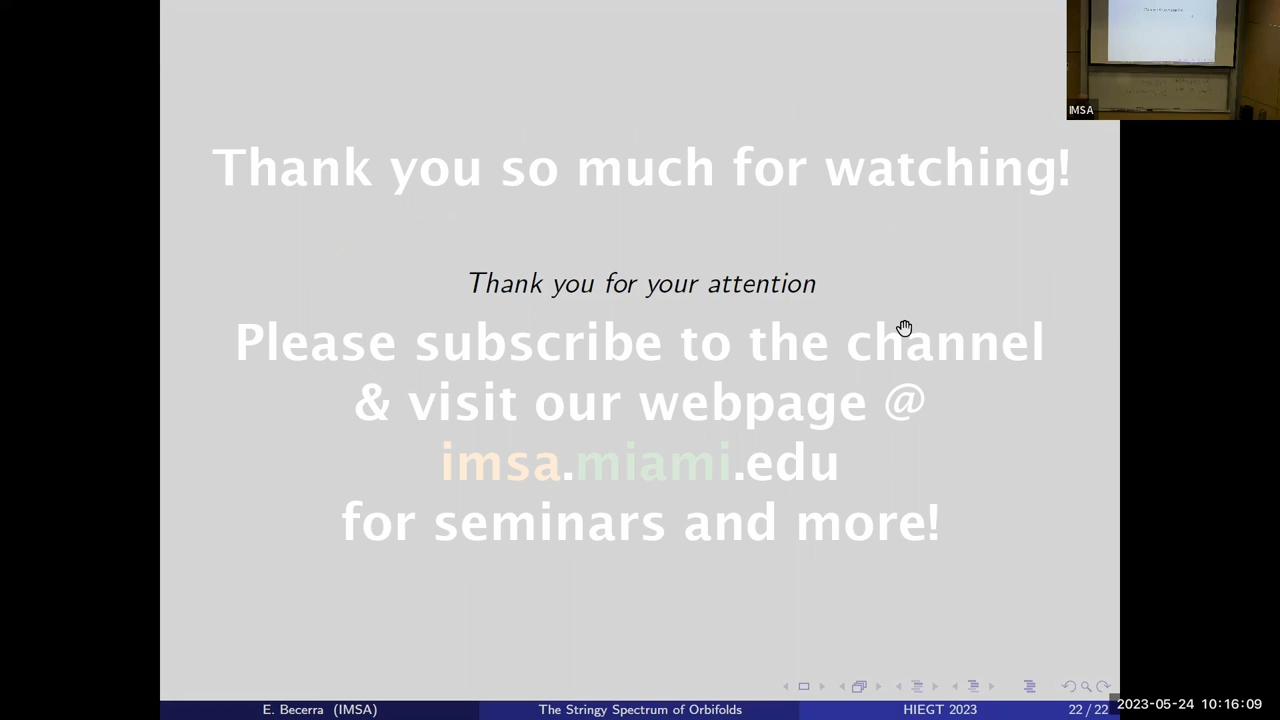 IMSA
Thank you so much for watching!
Thank you for your attention
Please subscribe to the channel
& visit our webpage @
imsa.miami.edu
for seminars and more!
E. Becerra (IMSA)
The Stringy Spectrum of Orbifolds
HIEGT 2023
22 / 22
2023-05-24 10:16:09